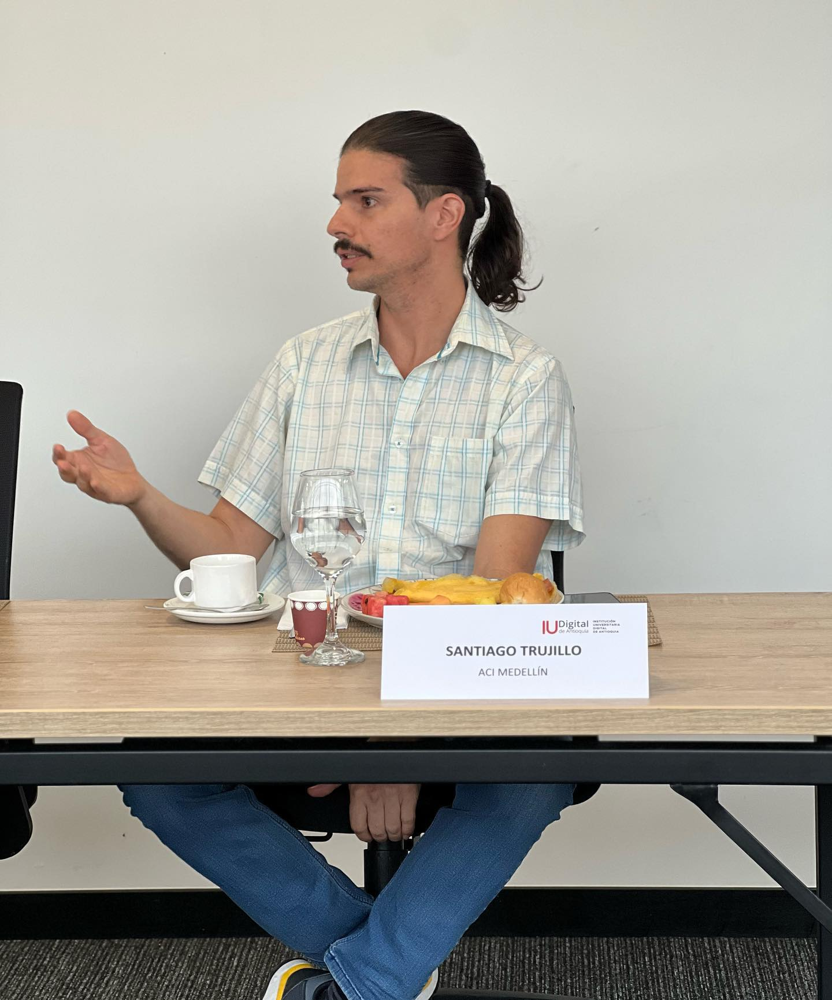 IU Digital
de Antioquia
INSTITUCIÓN
UNIVERSITARIA
DIGITAL
DE ANTIOQUIA
SANTIAGO TRUJILLO
ACI MEDELLÍN